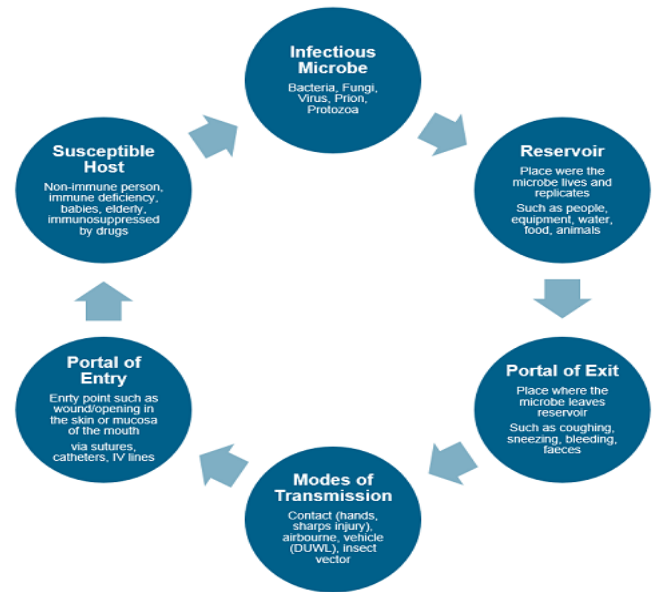 Infectious
Microbe
Bacteria, Fungi,
Virus, Prion,
Protozoa
Reservoir
Place were the
microbe lives and
replicates
Such as people,
equipment, water,
food, animals
Portal of Exit
Place where the
microbe leaves
reservoir
Such as coughing,
sneezing, bleeding,
faeces
Modes of
Transmission
Contact (hands,
sharps injury),
airbourne, vehicle
(DUWL), insect
vector
Portal of
Entry
Enrty point such as
wound/opening in
the skin or mucosa
of the mouth
via sutures,
catheters, IV lines
Susceptible
Host
Non-immune person,
immune deficiency,
babies, elderly,
immunosuppressed
by drugs